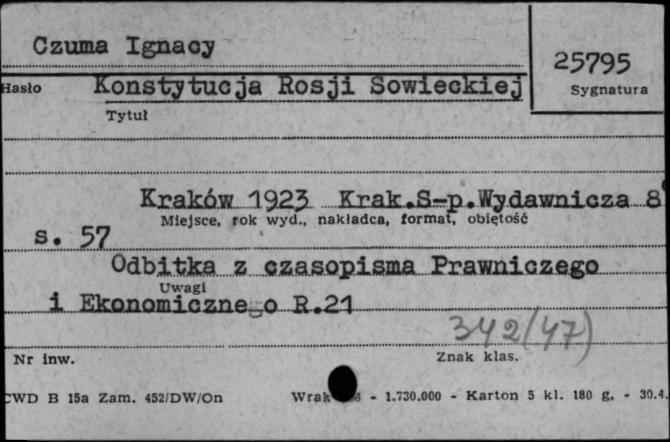 Czuma Ignacy
25795
Hasło
Konstytucja Rosji Sowieckiej
Sygnatura
Tytuł
Kraków 1923 Krak.S-p.Wydawnicza 8
Miejsce, rok wyd., nakładca, format, objętość
s. 57
Odbitka z czasopisma Prawniczego
Uwagi
i Ekonomicznego R.21
342(47)
Nr inw.
Znak klas.
CWD B 15a Zam. 452/DW/On - 1.730.000 - Karton 5 kl. 180 g, - 30.4.